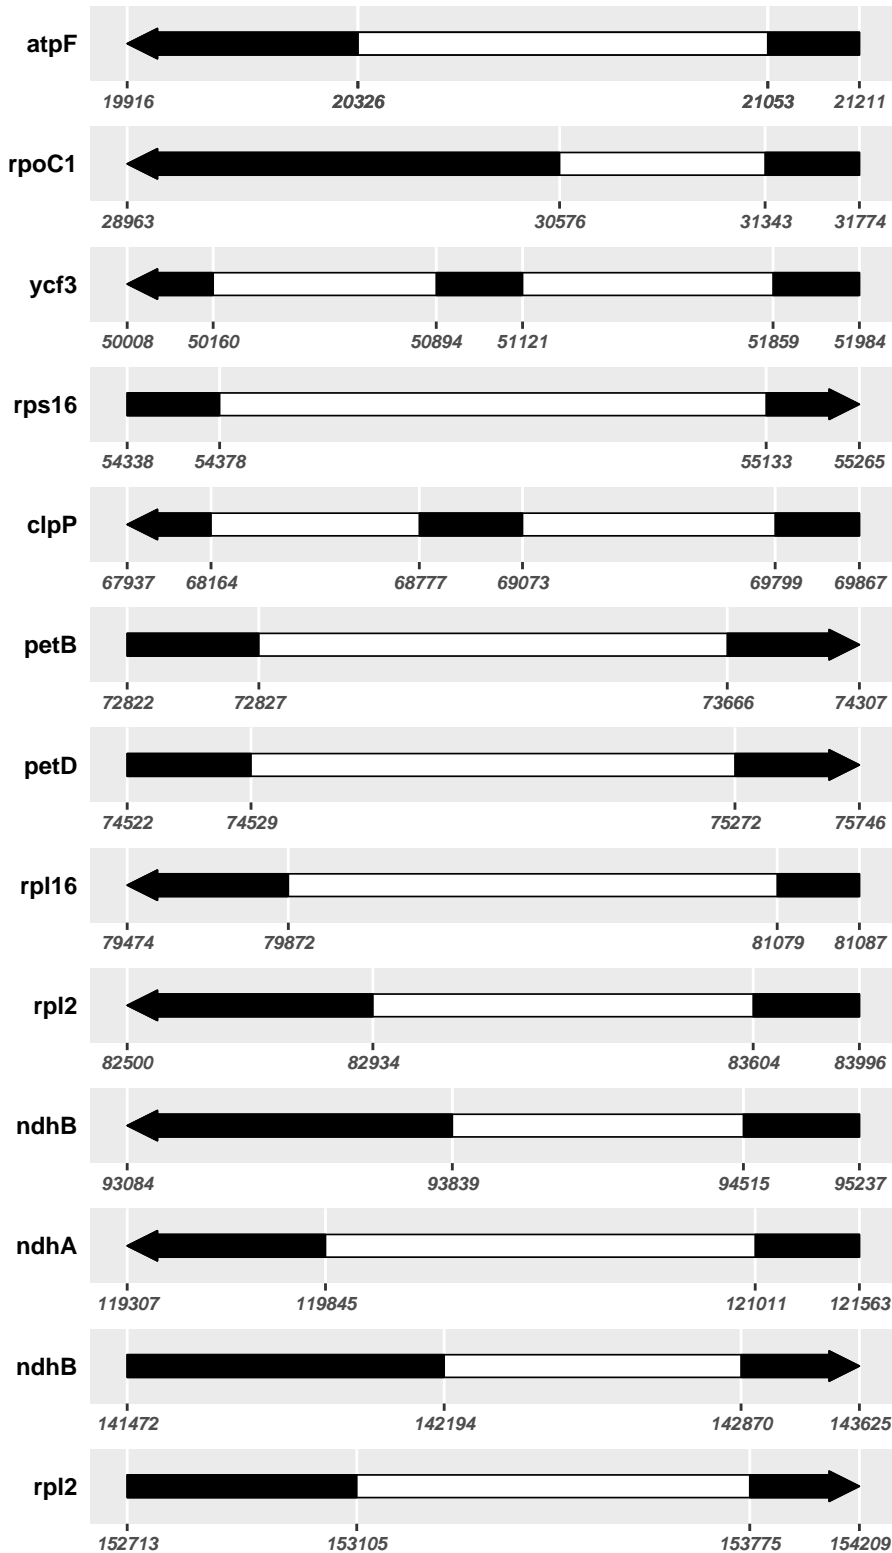 atpF
19916 20326 21053 21211
rpoC1
28963 30576 31343 31774
ycf3
50008 50160 50894 51121 51859 51984
rps16
54338 54378 55133 55265
clpP
67937 68164 68777 69073 69799 69867
petB
72822 72827 73666 74307
petD
74522 74529 75272 75746
rpl16
79474 79872 81079 81087
rpl2
82500 82934 83604 83996
ndhB
93084 93839 94515 95237
ndhA
119307 119845 121011 121563
ndhB
141472 142194 142870 143625
rpl2
152713 153105 153775 154209